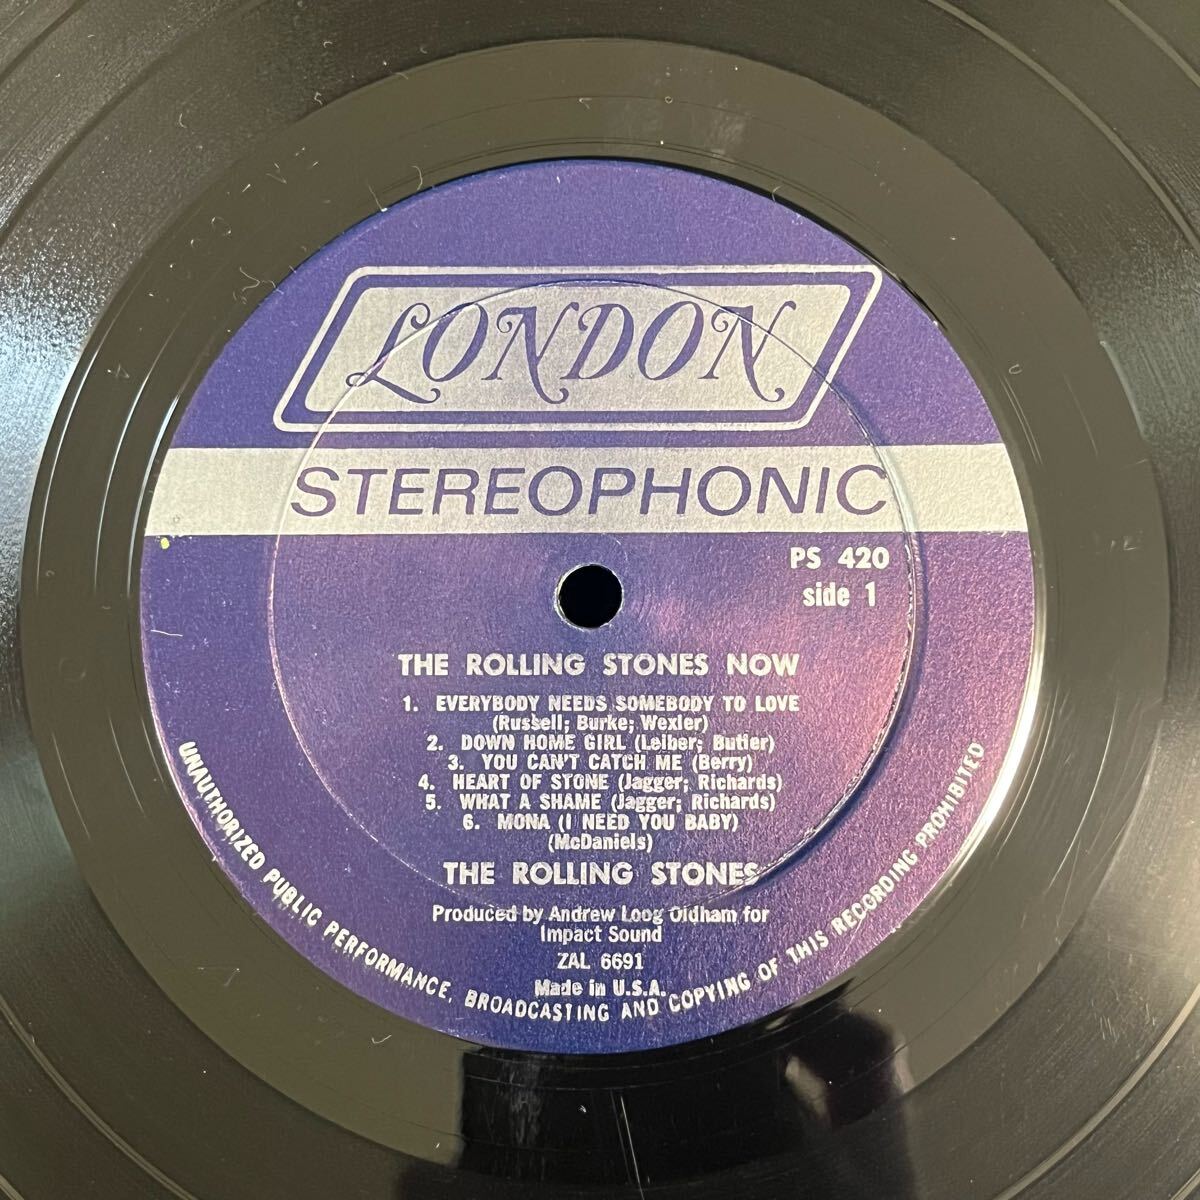 LONDON
STEREOPHONIC
PS 420
side 1
THE ROLLING STONES NOW
1. EVERYBODY NEEDS SOMEBODY TO LOVE
(Russell; Burke; Wexler)
2. DOWN HOME GIRL (Leiber; Butler)
3. YOU CAN'T CATCH ME (Berry)
4. HEART OF STONE (Jagger; Richards)
5. WHAT A SHAME (Jagger; Richards)
6. MONA (I NEED YOU BABY)
(McDaniels)
THE ROLLING STONES
Produced by Andrew Loog Oldham for
Impact Sound
ZAL 6691
Made in U.S.A.
UNAUTHORIZED PUBLIC PERFORMANCE, BROADCASTING AND COPYING OF THIS RECORDING PROHIBITED